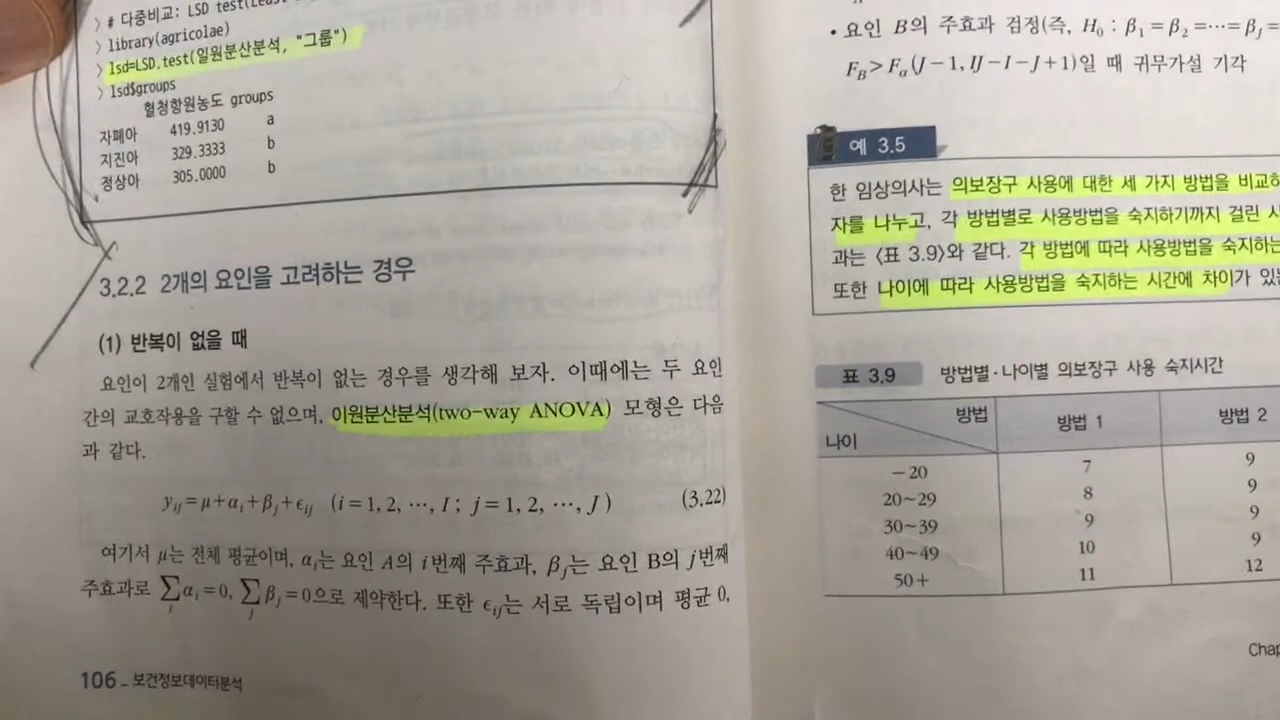 > # 다중비교: LSD test(Least
> library(agricolae)
> lsd=LSD.test(일원분산분석, "그룹")
> lsd$groups
혈청항원농도 groups
자폐아 419.9130 a
지진아 329.3333 b
정상아 305.0000 b
3.2.2 2개의 요인을 고려하는 경우
(1) 반복이 없을 때
요인이 2개인 실험에서 반복이 없는 경우를 생각해 보자. 이때에는 두 요인
간의 교호작용을 구할 수 없으며, 이원분산분석(two-way ANOVA) 모형은 다음
과 같다.
y_ij = μ + α_i + β_j + ϵ_ij (i = 1, 2, ⋯, I ; j = 1, 2, ⋯, J) (3.22)
여기서 μ는 전체 평균이며, α_i는 요인 A의 i번째 주효과, β_j는 요인 B의 j번째
주효과로 ∑_i α_i = 0, ∑_j β_j = 0으로 제약한다. 또한 ϵ_ij는 서로 독립이며 평균 0,
106 _ 보건정보데이터분석
• 요인 B의 주효과 검정(즉, H_0 : β_1 = β_2 = ⋯ = β_J =
F_B > F_α(J-1, IJ-I-J+1)일 때 귀무가설 기각
예 3.5
한 임상의사는 의보장구 사용에 대한 세 가지 방법을 비교하
자를 나누고, 각 방법별로 사용방법을 숙지하기까지 걸린 시
과는 〈표 3.9〉와 같다. 각 방법에 따라 사용방법을 숙지하는
또한 나이에 따라 사용방법을 숙지하는 시간에 차이가 있는
표 3.9 방법별·나이별 의보장구 사용 숙지시간
방법
나이 방법 1 방법 2
-20 7 9
20~29 8 9
30~39 9 9
40~49 10 9
50+ 11 12
Chap